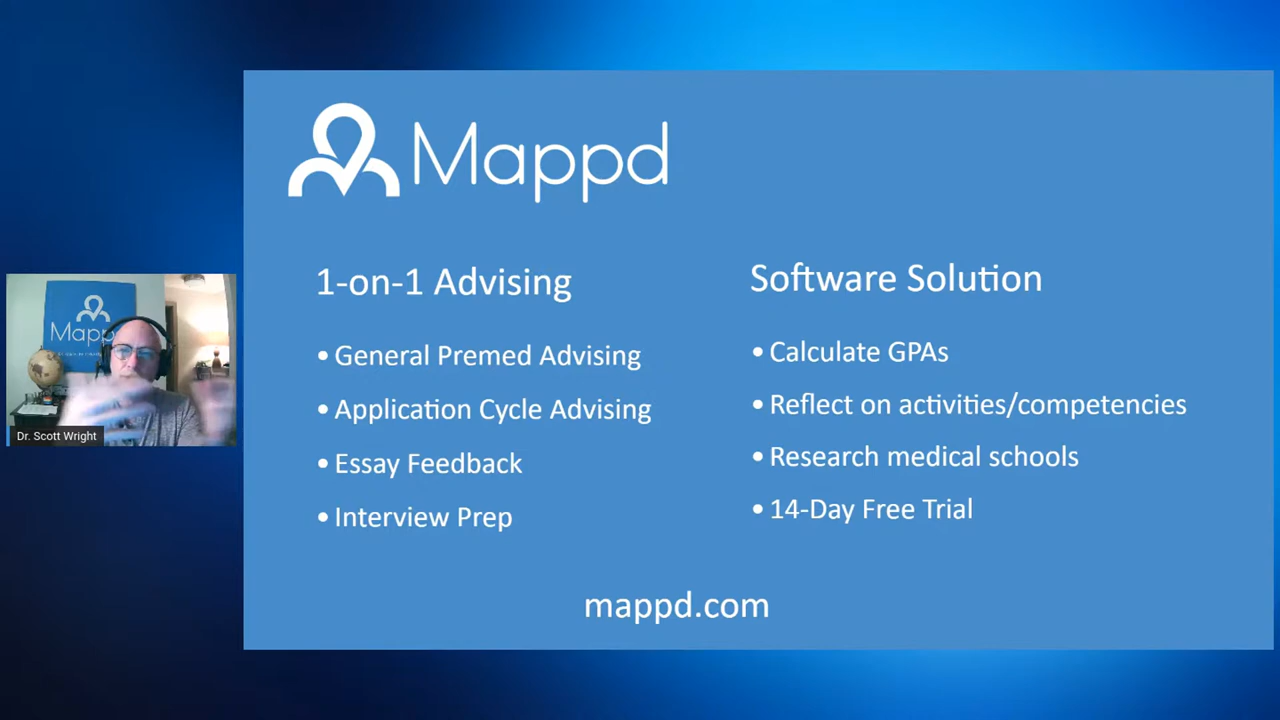 Mappd
1-on-1 Advising
• General Premed Advising
• Application Cycle Advising
• Essay Feedback
• Interview Prep
Software Solution
• Calculate GPAs
• Reflect on activities/competencies
• Research medical schools
• 14-Day Free Trial
mappd.com
Mappd
Dr. Scott Wright